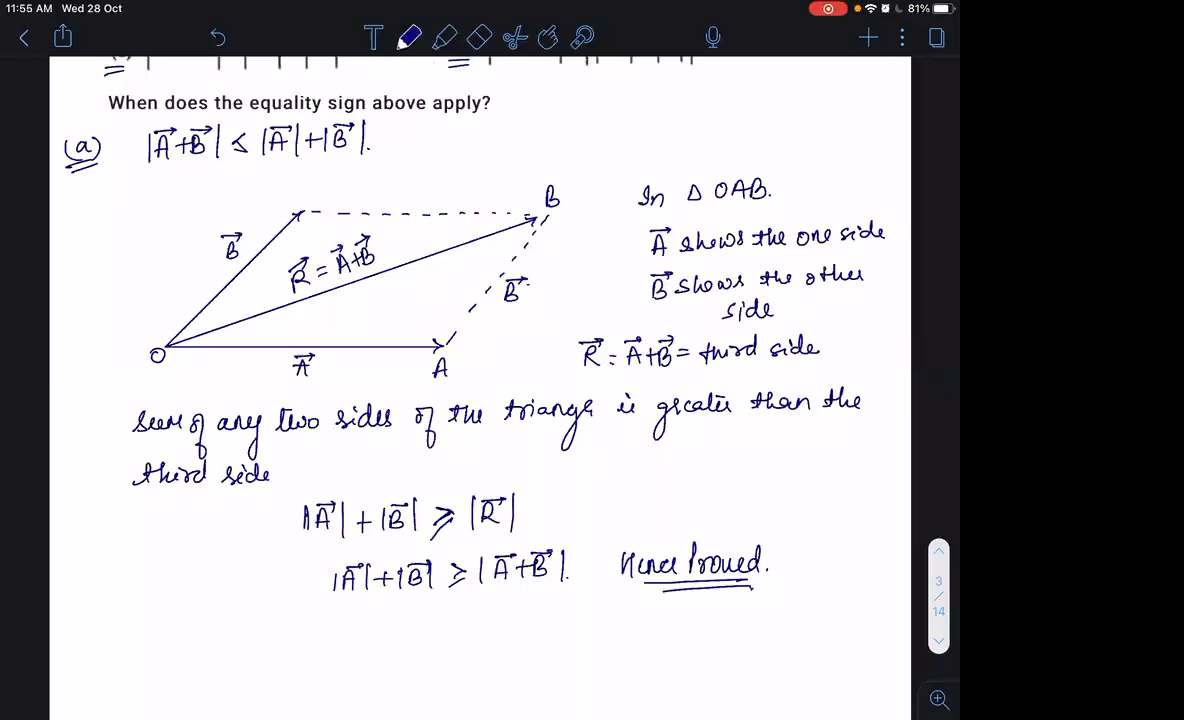 11:55 AM Wed 28 Oct
81%
When does the equality sign above apply?
(a) |A⃗+B⃗| ≤ |A⃗|+|B⃗|.
B
In △ OAB.
B⃗
R⃗ = A⃗+B⃗
A⃗ shows the one side
B⃗
B⃗ shows the other
side
O
A⃗
A
R⃗ = A⃗+B⃗ = third side
sum of any two sides of the triangle is greater than the
third side
|A⃗| + |B⃗| ≥ |R⃗|
|A⃗|+|B⃗| ≥ |A⃗+B⃗|. Hence Proved.
3
/
14